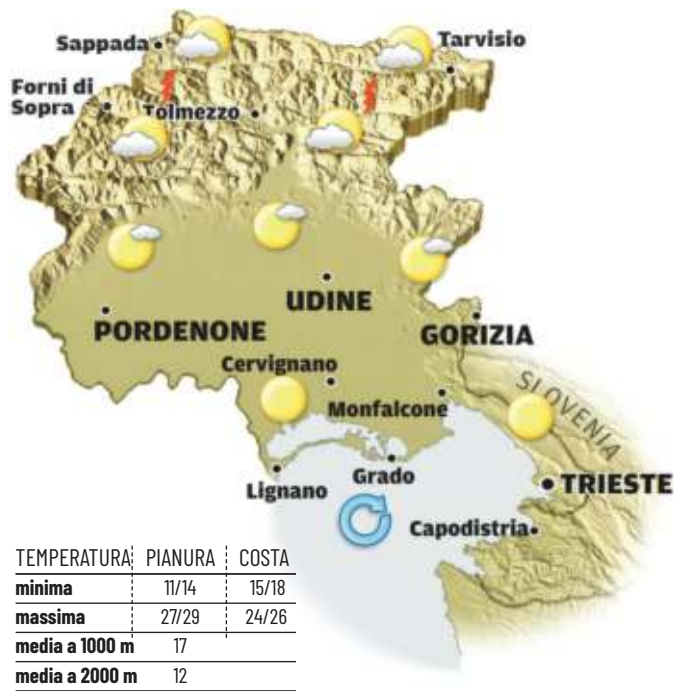 Sappada
Tarvisio
Forni di
Sopra
Tolmezzo
UDINE
PORDENONE
GORIZIA
Cervignano
SLOVENIA
Monfalcone
Grado
Lignano
TRIESTE
Capodistria
TEMPERATURA PIANURA COSTA
minima 11/14 15/18
massima 27/29 24/26
media a 1000 m 17
media a 2000 m 12